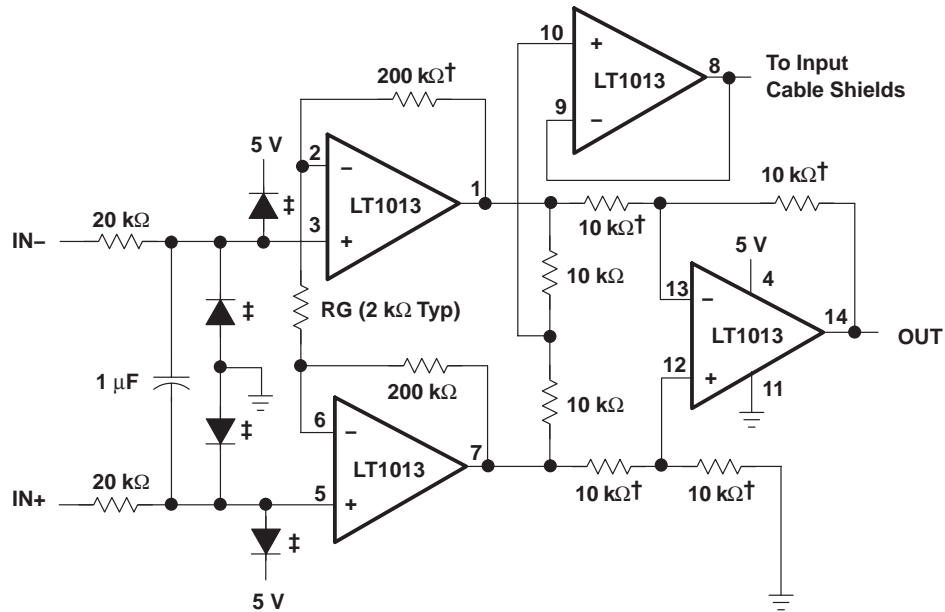 10
+
8
To Input
Cable Shields
LT1013
9
−
200 kΩ†
5 V
‡
2
−
1
LT1013
3
+
10 kΩ†
10 kΩ†
20 kΩ
IN−
10 kΩ
5 V
4
13
−
14
LT1013
OUT
12
+
11
‡
RG (2 kΩ Typ)
1 μF
200 kΩ
10 kΩ
‡
6
−
7
LT1013
5
+
20 kΩ
IN+
10 kΩ†
10 kΩ†
‡
5 V